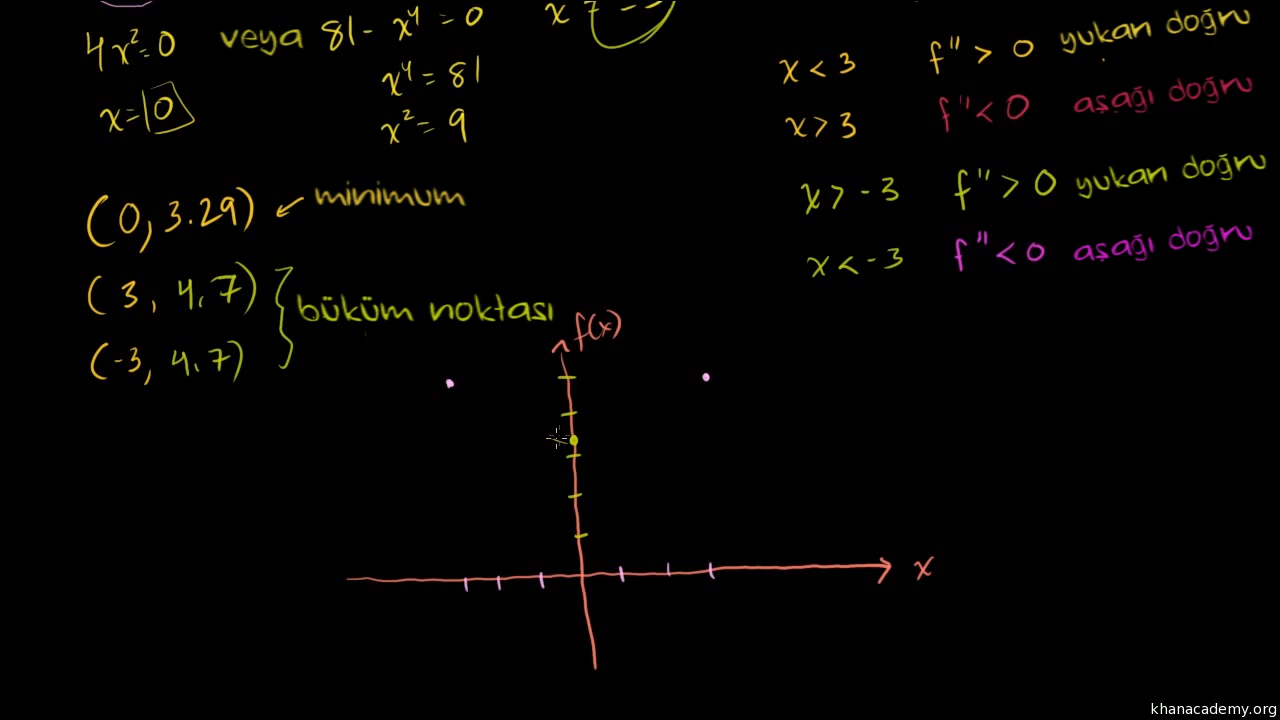 4x²=0 veya 81-x⁴=0
x=0
x⁴=81
x²=9
x<3 f''>0 yukarı doğru
x>3 f''<0 aşağı doğru
x>-3 f''>0 yukarı doğru
x<-3 f''<0 aşağı doğru
(0, 3.29) ← minimum
(3, 4.7)
(-3, 4.7)
büküm noktası
f(x)
x
khanacademy.org